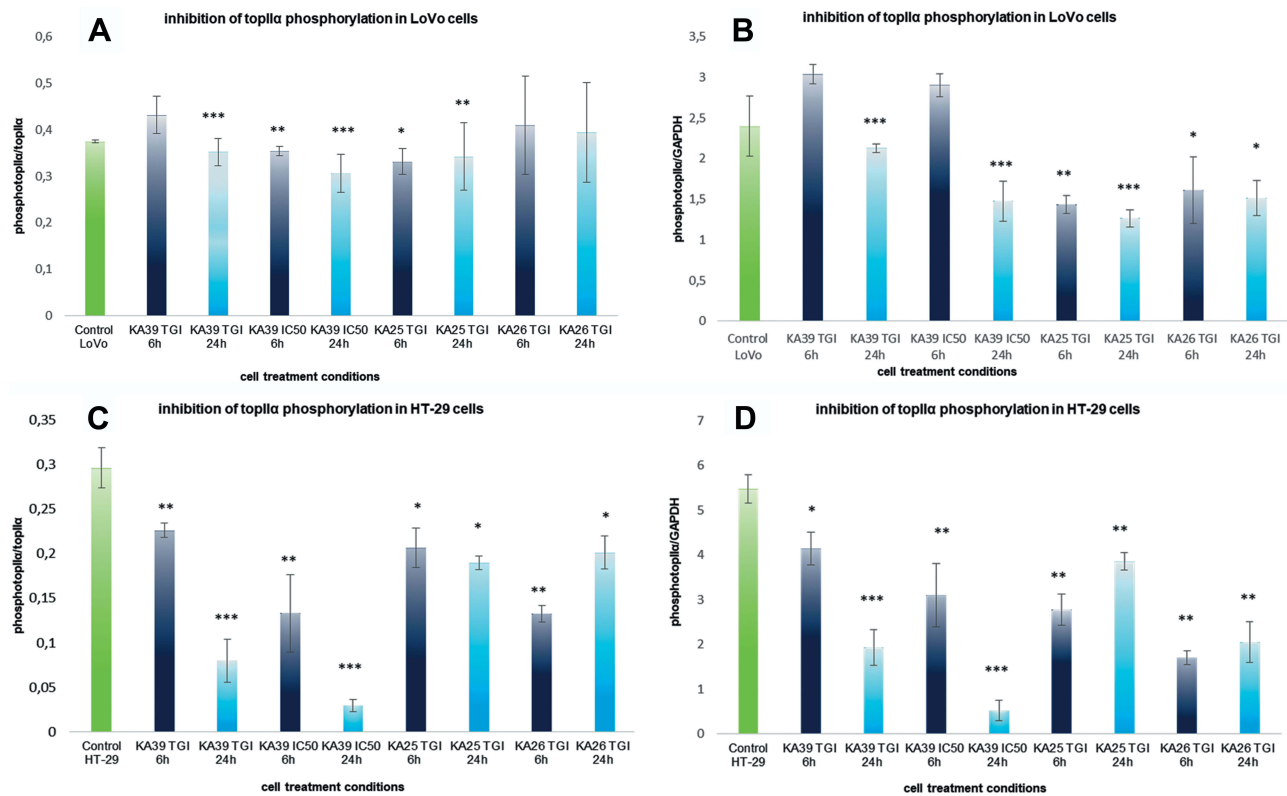 A
inhibition of topIIα phosphorylation in LoVo cells
phosphotopIIα/topIIα
0,6
0,5
0,4
0,3
0,2
0,1
0
***
**
***
*
**
Control KA39 TGI KA39 TGI KA39 IC50 KA39 IC50 KA25 TGI KA25 TGI KA26 TGI KA26 TGI
LoVo 6h 24h 6h 24h 6h 24h 6h 24h
cell treatment conditions
B
inhibition of topIIα phosphorylation in LoVo cells
phosphotopIIα/GAPDH
3,5
3
2,5
2
1,5
1
0,5
0
***
***
**
***
*
*
Control KA39 TGI KA39 TGI KA39 IC50 KA39 IC50 KA25 TGI KA25 TGI KA26 TGI KA26 TGI
LoVo 6h 24h 6h 24h 6h 24h 6h 24h
cell treatment conditions
C
inhibition of topIIα phosphorylation in HT-29 cells
phosphotopIIα/topIIα
0,35
0,3
0,25
0,2
0,15
0,1
0,05
0
**
***
**
***
*
*
**
*
Control KA39 TGI KA39 TGI KA39 IC50 KA39 IC50 KA25 TGI KA25 TGI KA26 TGI KA26 TGI
HT-29 6h 24h 6h 24h 6h 24h 6h 24h
cell treatment conditions
D
inhibition of topIIα phosphorylation in HT-29 cells
phosphotopIIα/GAPDH
7
6
5
4
3
2
1
0
*
***
**
***
**
**
**
**
Control KA39 TGI KA39 TGI KA39 IC50 KA39 IC50 KA25 TGI KA25 TGI KA26 TGI KA26 TGI
HT-29 6h 24h 6h 24h 6h 24h 6h 24h
cell treatment conditions